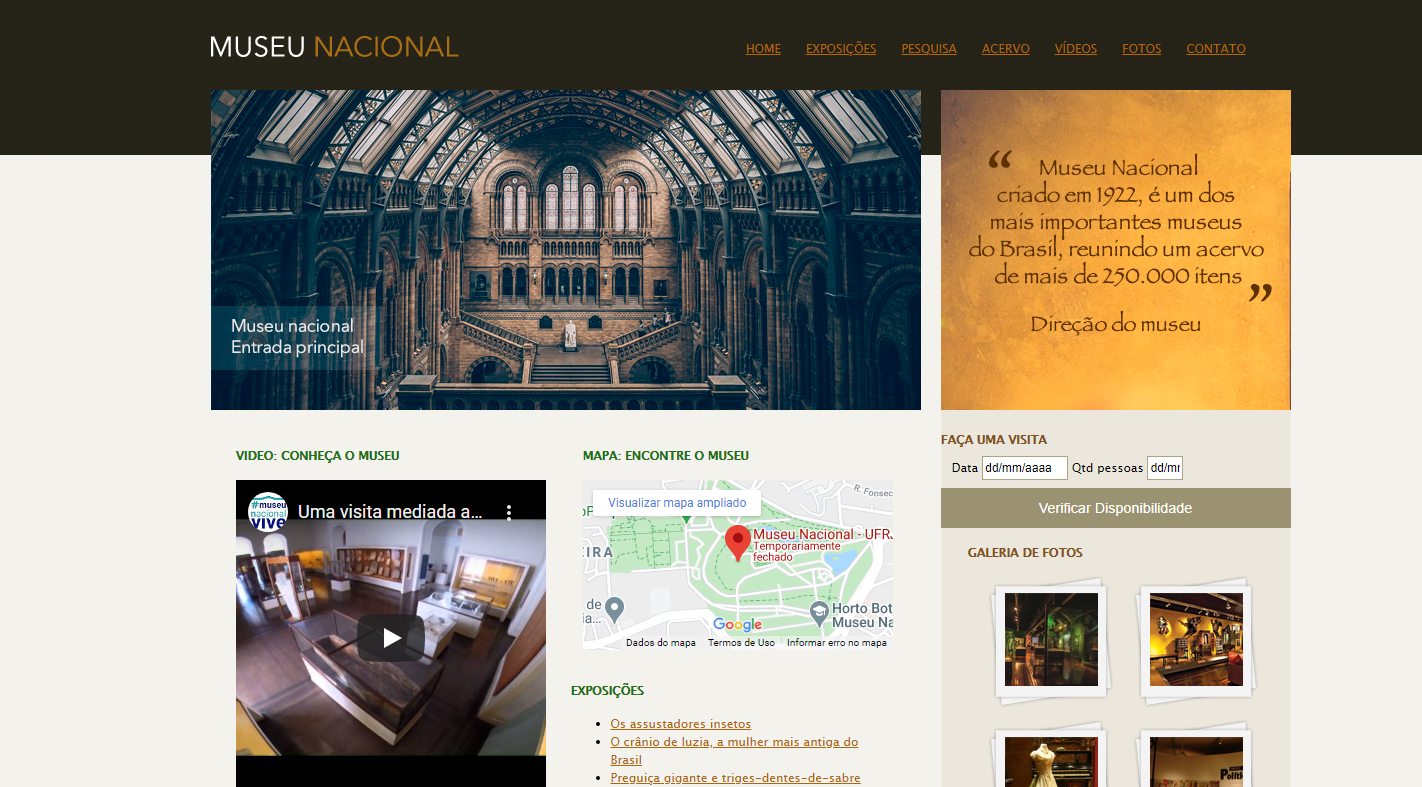 MUSEU NACIONAL
HOME EXPOSIÇÕES PESQUISA ACERVO VÍDEOS FOTOS CONTATO
Museu nacional
Entrada principal
“ Museu Nacional
criado em 1922, é um dos
mais importantes museus
do Brasil, reunindo um acervo
de mais de 250.000 itens ”
Direção do museu
VIDEO: CONHEÇA O MUSEU
#museu
nacional
vive
Uma visita mediada a...
MAPA: ENCONTRE O MUSEU
Visualizar mapa ampliado
R. Fonsec
Museu Nacional - UFRJ
Temporariamente
fechado
EIRA
de
a...
Horto Bot
Museu Na
Google
Dados do mapa Termos de Uso Informar erro no mapa
EXPOSIÇÕES
Os assustadores insetos
O crânio de luzia, a mulher mais antiga do
Brasil
Preguiça gigante e triges-dentes-de-sabre
FAÇA UMA VISITA
Data dd/mm/aaaa Qtd pessoas dd/mr
Verificar Disponibilidade
GALERIA DE FOTOS